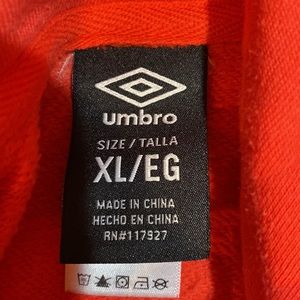 umbro
SIZE / TALLA
XL/EG
MADE IN CHINA
HECHO EN CHINA
RN#117927